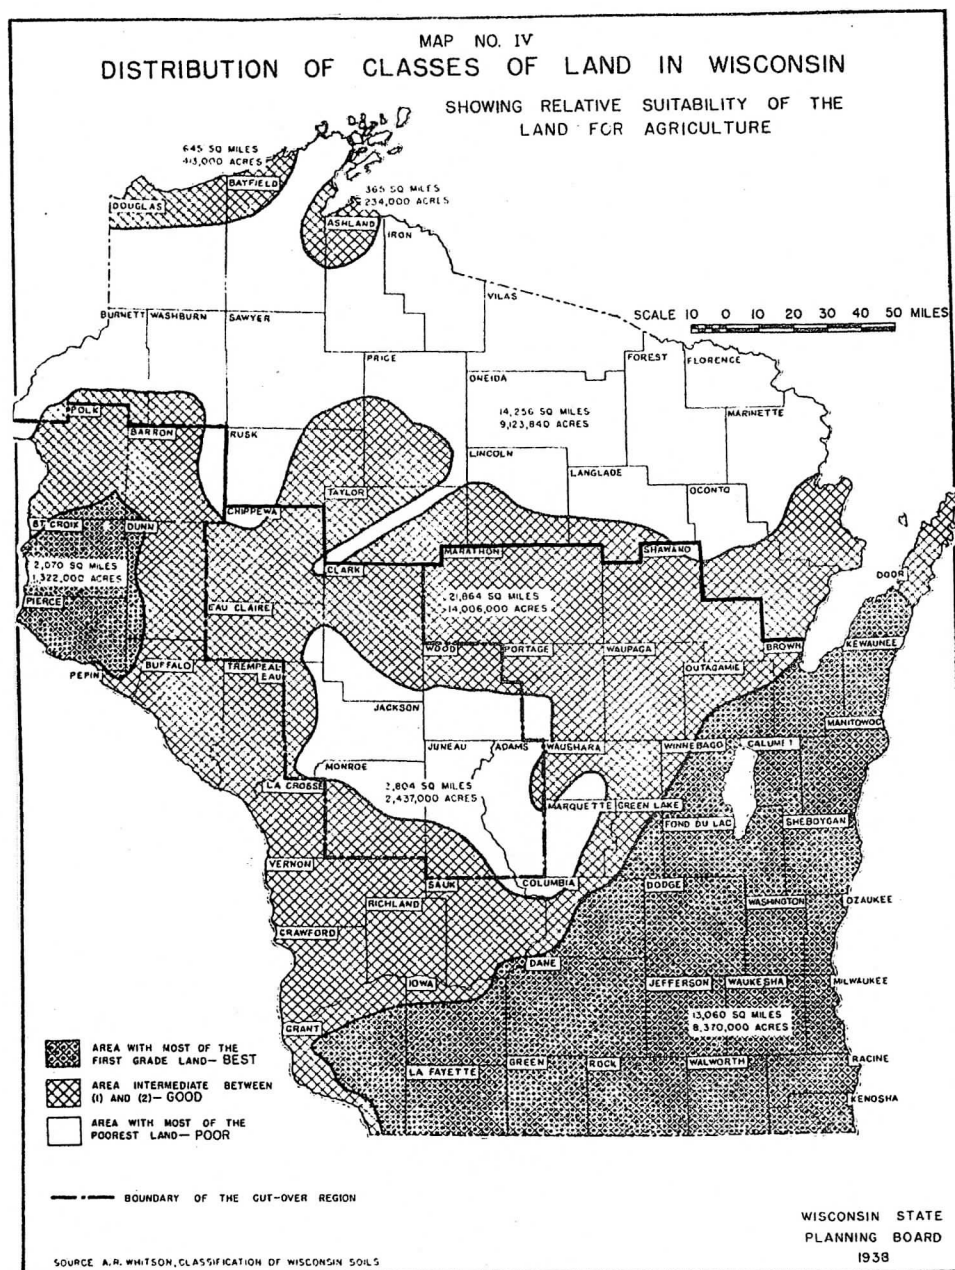 MAP NO. IV
DISTRIBUTION OF CLASSES OF LAND IN WISCONSIN
SHOWING RELATIVE SUITABILITY OF THE
LAND FOR AGRICULTURE
645 SQ MILES
413,000 ACRES
BAYFIELD
DOUGLAS
365 SQ MILES
234,000 ACRES
ASHLAND
IRON
VILAS
BURNETT
WASHBURN
SAWYER
SCALE 10 0 10 20 30 40 50 MILES
PRICE
FOREST
FLORENCE
ONEIDA
POLK
BARRON
RUSK
14,256 SQ MILES
9,123,840 ACRES
MARINETTE
LINCOLN
LANGLADE
TAYLOR
OCONTO
CHIPPEWA
ST CROIX
DUNN
MARATHON
SHAWANO
CLARK
DOOR
2,070 SQ MILES
1,322,000 ACRES
PIERCE
EAU CLAIRE
21,864 SQ MILES
14,006,000 ACRES
BUFFALO
TREMPEAL-
EAU
PEPIN
WOOD
PORTAGE
WAUPACA
OUTAGAMIE
BROWN
KEWAUNEE
JACKSON
MANITOWOC
JUNEAU
ADAMS
WAUSHARA
WINNEBAGO
CALUMET
MONROE
LA CROSSE
3,804 SQ MILES
2,437,000 ACRES
MARQUETTE
GREEN LAKE
FOND DU LAC
SHEBOYGAN
VERNON
SAUK
COLUMBIA
DODGE
RICHLAND
WASHINGTON
OZAUKEE
CRAWFORD
DANE
IOWA
JEFFERSON
WAUKESHA
MILWAUKEE
GRANT
13,060 SQ MILES
8,370,000 ACRES
LA FAYETTE
GREEN
ROCK
WALWORTH
RACINE
KENOSHA
AREA WITH MOST OF THE
FIRST GRADE LAND—BEST
AREA INTERMEDIATE BETWEEN
(1) AND (2)—GOOD
AREA WITH MOST OF THE
POOREST LAND—POOR
BOUNDARY OF THE CUT-OVER REGION
WISCONSIN STATE
PLANNING BOARD
1938
SOURCE A.R. WHITSON, CLASSIFICATION OF WISCONSIN SOILS